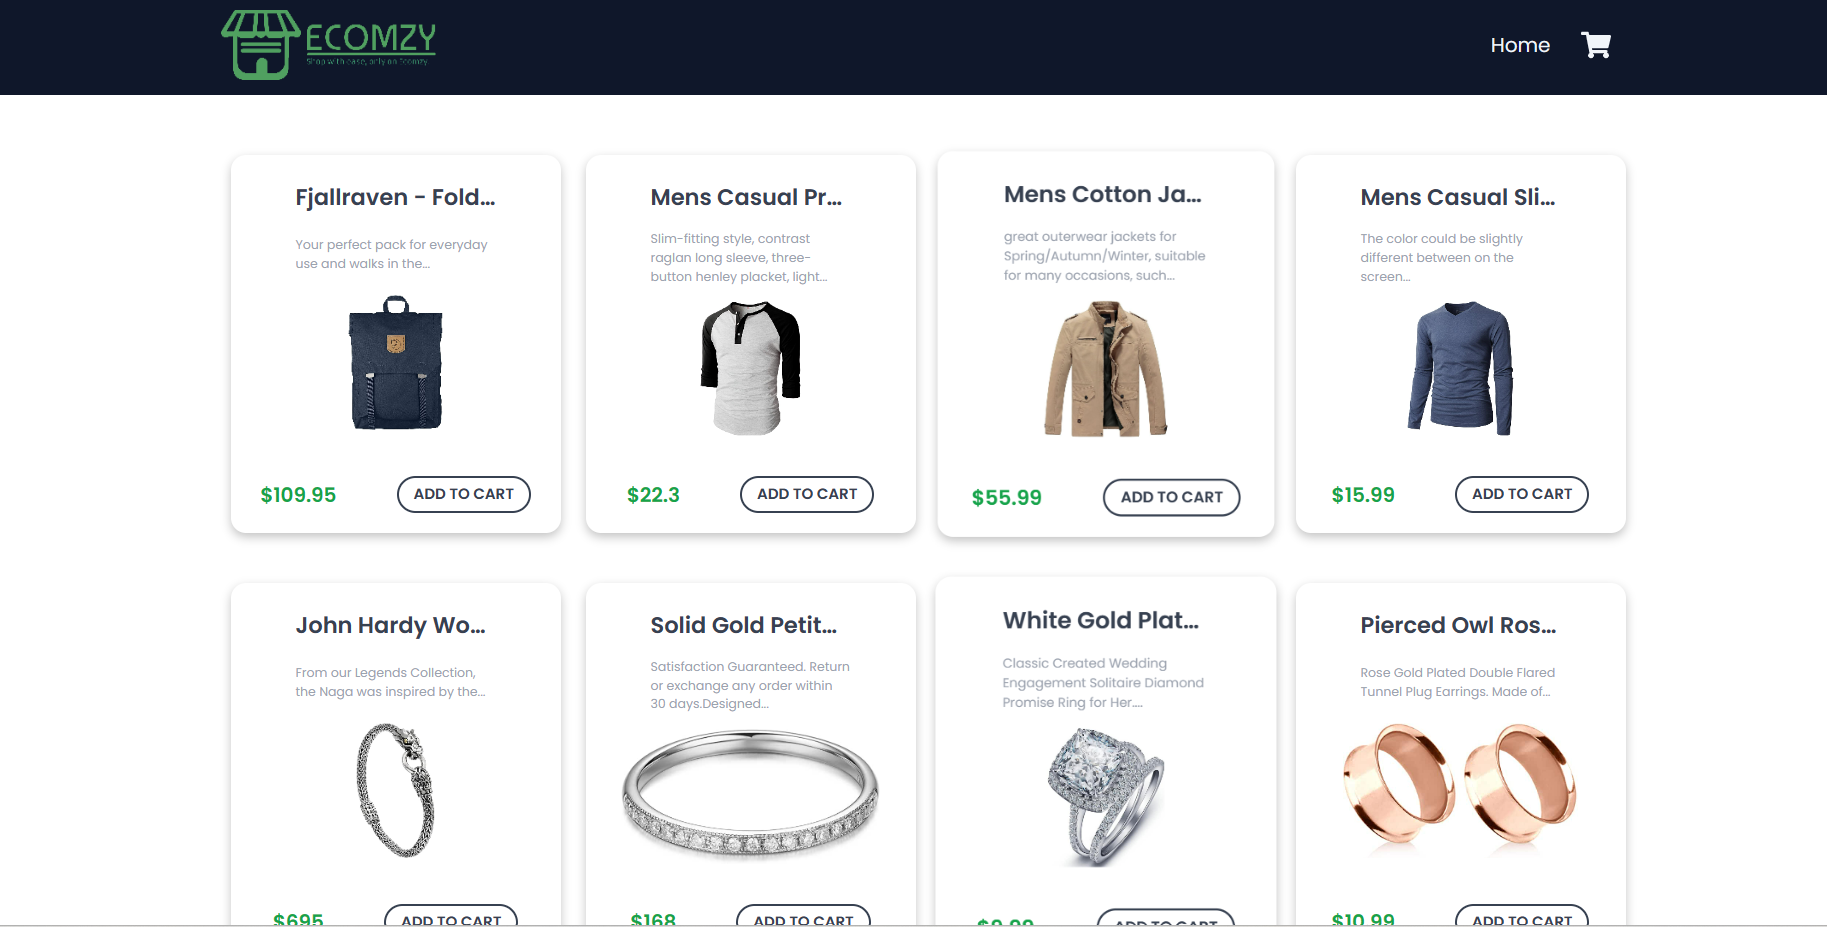 ECOMZY
Shop with ease, only on Ecomzy
Home
Fjallraven - Fold...
Your perfect pack for everyday
use and walks in the...
$109.95
ADD TO CART
Mens Casual Pr...
Slim-fitting style, contrast
raglan long sleeve, three-
button henley placket, light...
$22.3
ADD TO CART
Mens Cotton Ja...
great outerwear jackets for
Spring/Autumn/Winter, suitable
for many occasions, such...
$55.99
ADD TO CART
Mens Casual Sli...
The color could be slightly
different between on the
screen...
$15.99
ADD TO CART
John Hardy Wo...
From our Legends Collection,
the Naga was inspired by the...
$695
ADD TO CART
Solid Gold Petit...
Satisfaction Guaranteed. Return
or exchange any order within
30 days.Designed...
$168
ADD TO CART
White Gold Plat...
Classic Created Wedding
Engagement Solitaire Diamond
Promise Ring for Her....
$9.99
ADD TO CART
Pierced Owl Ros...
Rose Gold Plated Double Flared
Tunnel Plug Earrings. Made of...
$10.99
ADD TO CART